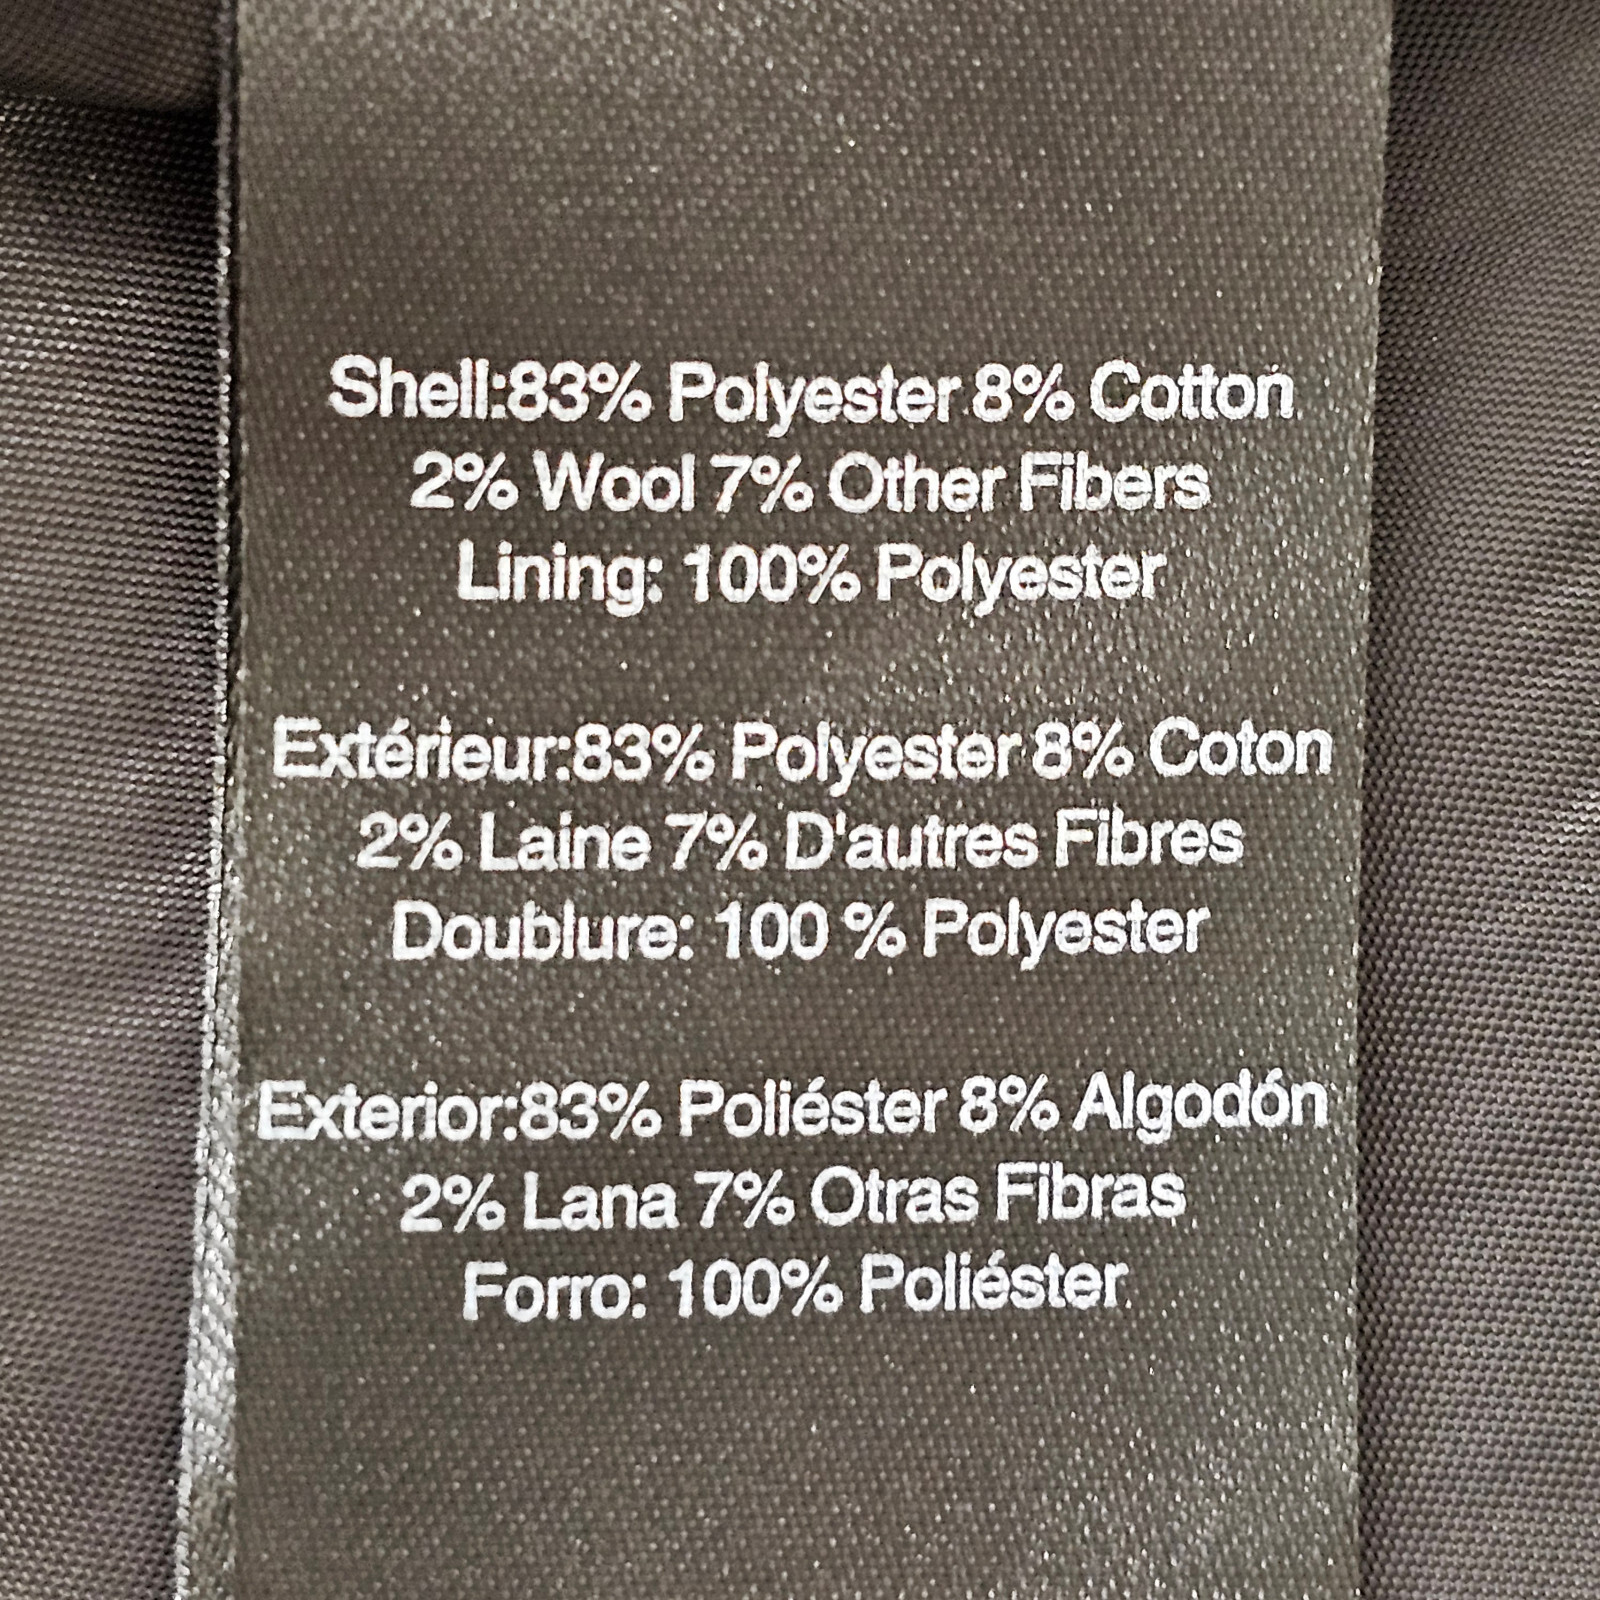 Shell:83% Polyester 8% Cotton
2% Wool 7% Other Fibers
Lining: 100% Polyester
Extérieur:83% Polyester 8% Coton
2% Laine 7% D'autres Fibres
Doublure: 100 % Polyester
Exterior:83% Poliéster 8% Algodón
2% Lana 7% Otras Fibras
Forro: 100% Poliéster